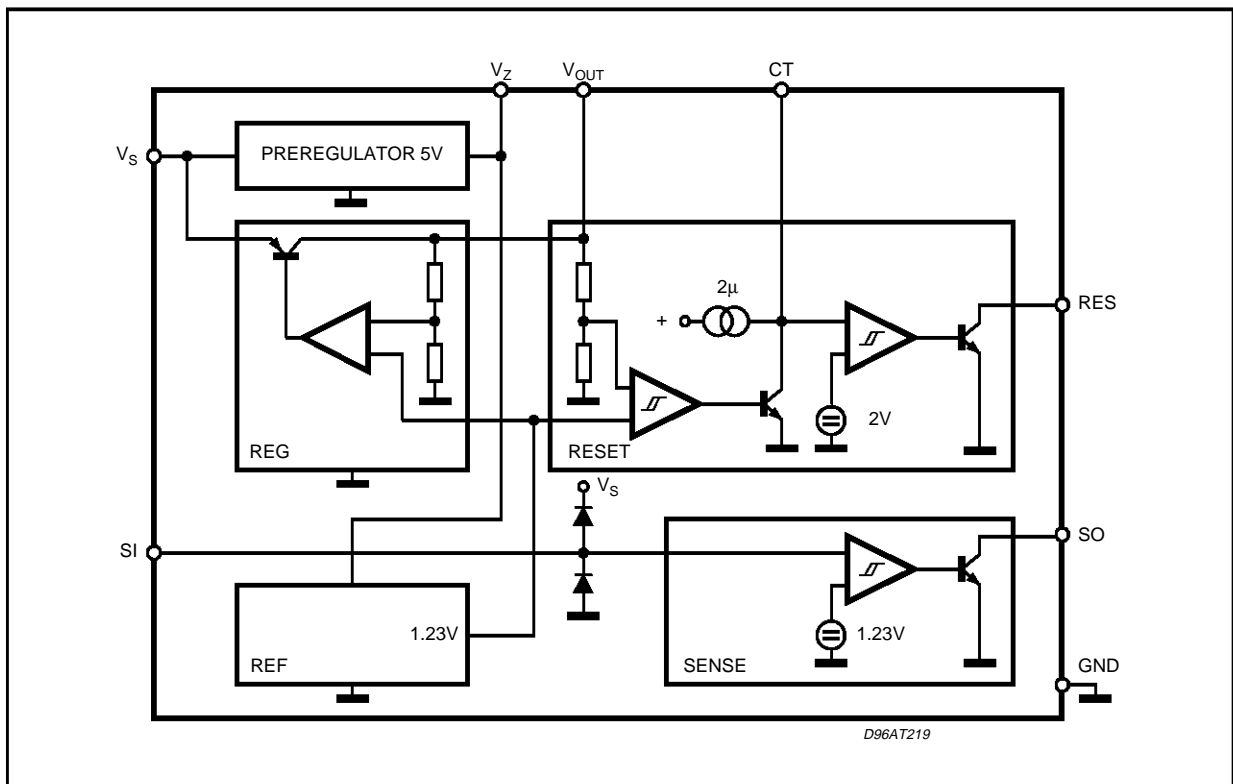 V_Z
V_OUT
CT
V_S
PREREGULATOR 5V
2µ
+
RES
2V
REG
RESET
V_S
SI
SO
1.23V
1.23V
REF
SENSE
GND
D96AT219